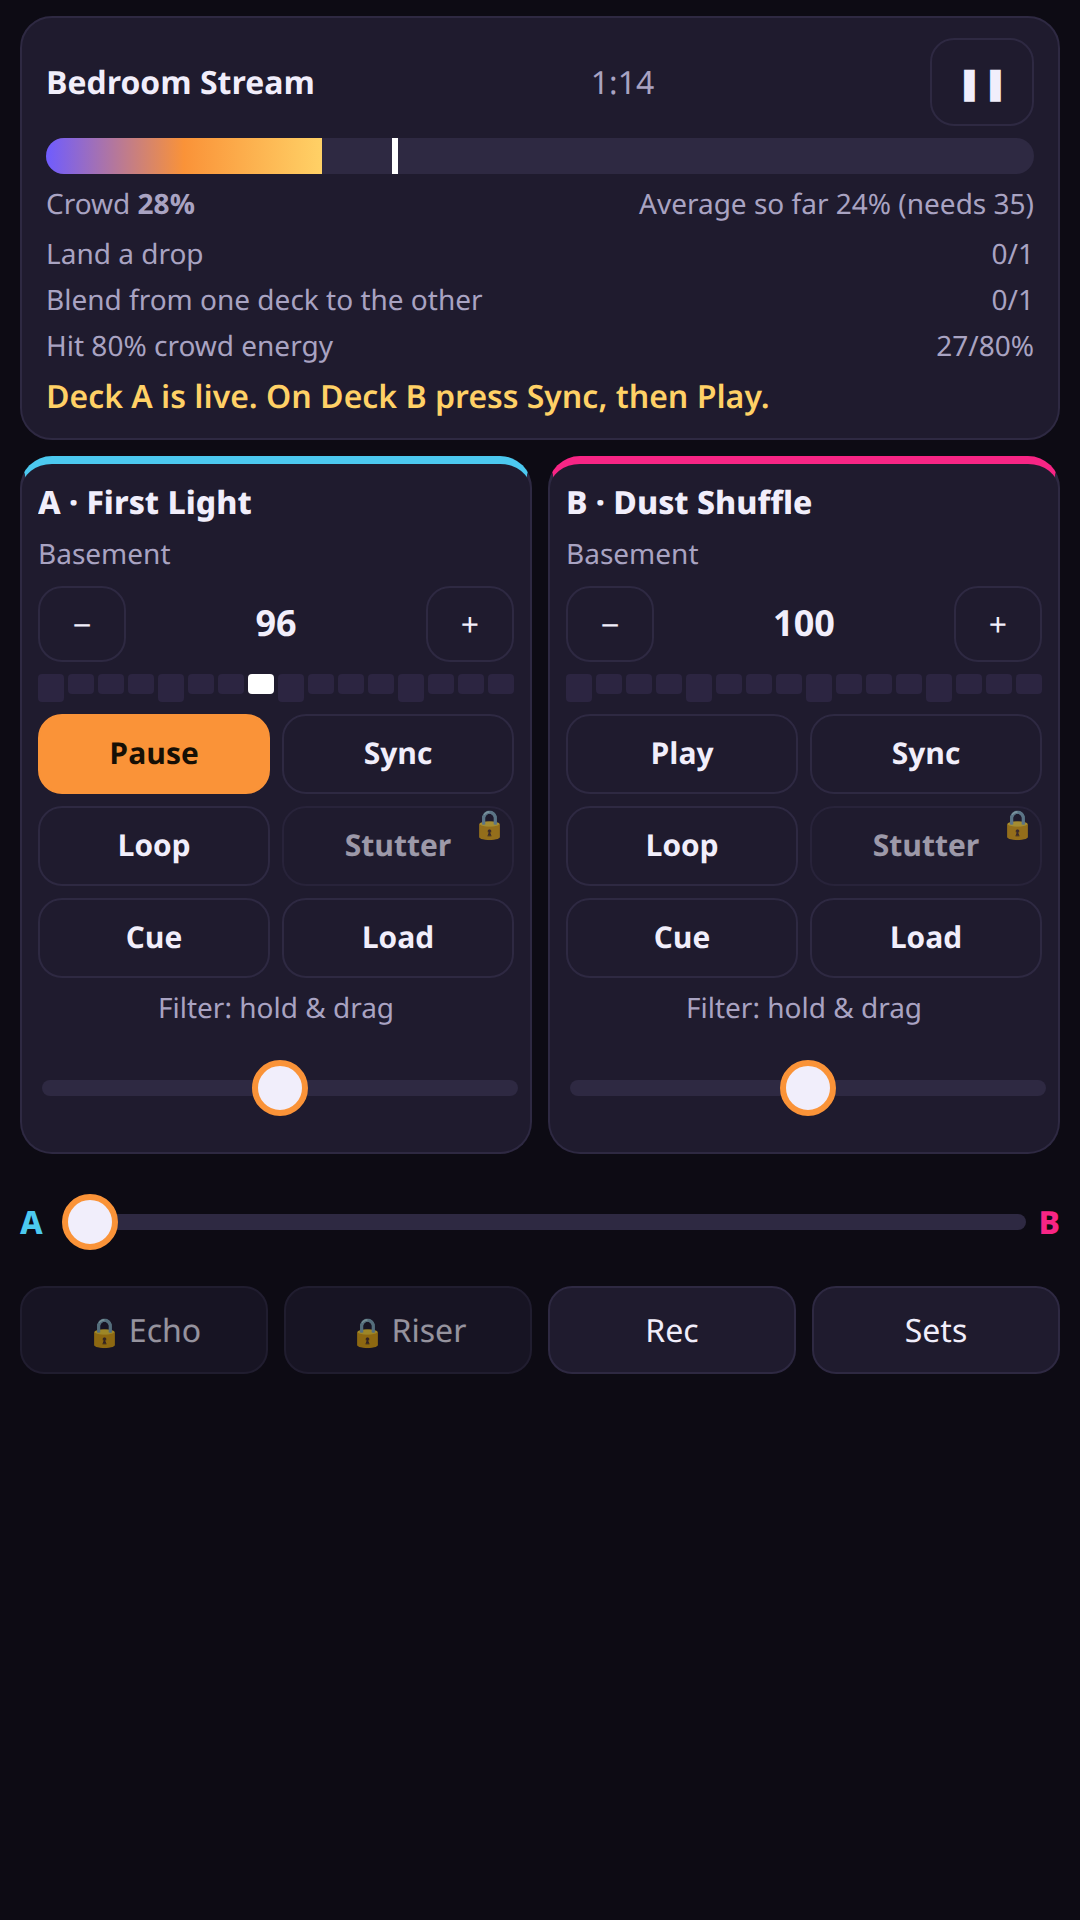 Bedroom Stream 1:14
Crowd 28% Average so far 24% (needs 35)
Land a drop 0/1
Blend from one deck to the other 0/1
Hit 80% crowd energy 27/80%
Deck A is live. On Deck B press Sync, then Play.
A · First Light
Basement
− 96 +
Pause Sync
Loop Stutter
Cue Load
Filter: hold & drag
B · Dust Shuffle
Basement
− 100 +
Play Sync
Loop Stutter
Cue Load
Filter: hold & drag
A B
Echo Riser Rec Sets